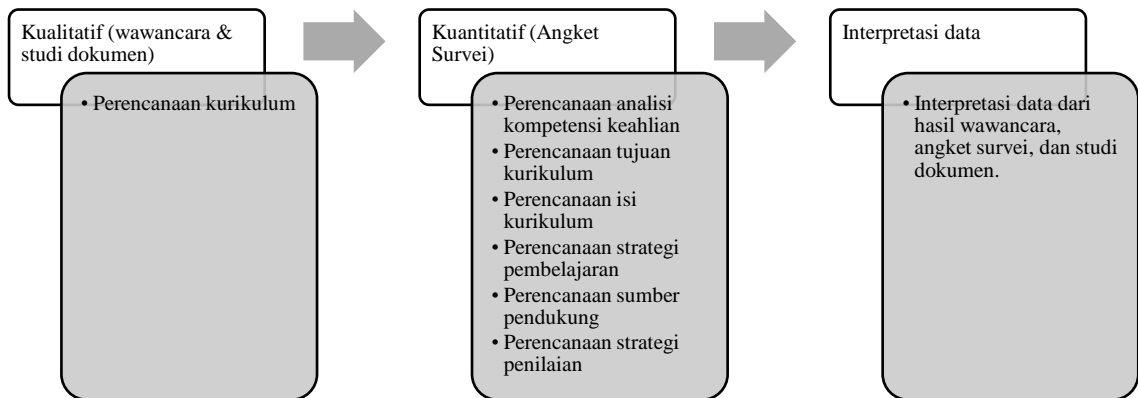 Kualitatif (wawancara &
studi dokumen)
• Perencanaan kurikulum
Kuantitatif (Angket
Survei)
• Perencanaan analisi
kompetensi keahlian
• Perencanaan tujuan
kurikulum
• Perencanaan isi
kurikulum
• Perencanaan strategi
pembelajaran
• Perencanaan sumber
pendukung
• Perencanaan strategi
penilaian
Interpretasi data
• Interpretasi data dari
hasil wawancara,
angket survei, dan studi
dokumen.